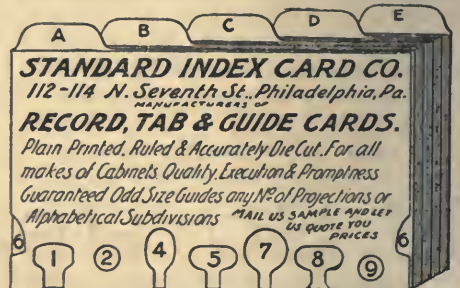 A B C D E
STANDARD INDEX CARD CO.
112-114 N. Seventh St., Philadelphia, Pa.
MANUFACTURERS OF
RECORD, TAB & GUIDE CARDS.
Plain Printed, Ruled & Accurately Die Cut. For all
makes of Cabinets Quality, Execution & Promptness
Guaranteed Odd Size Guides any No of Projections or
Alphabetical Subdivisions MAIL US SAMPLE AND LET
US QUOTE YOU
PRICES
6 1 2 4 5 7 8 9 6